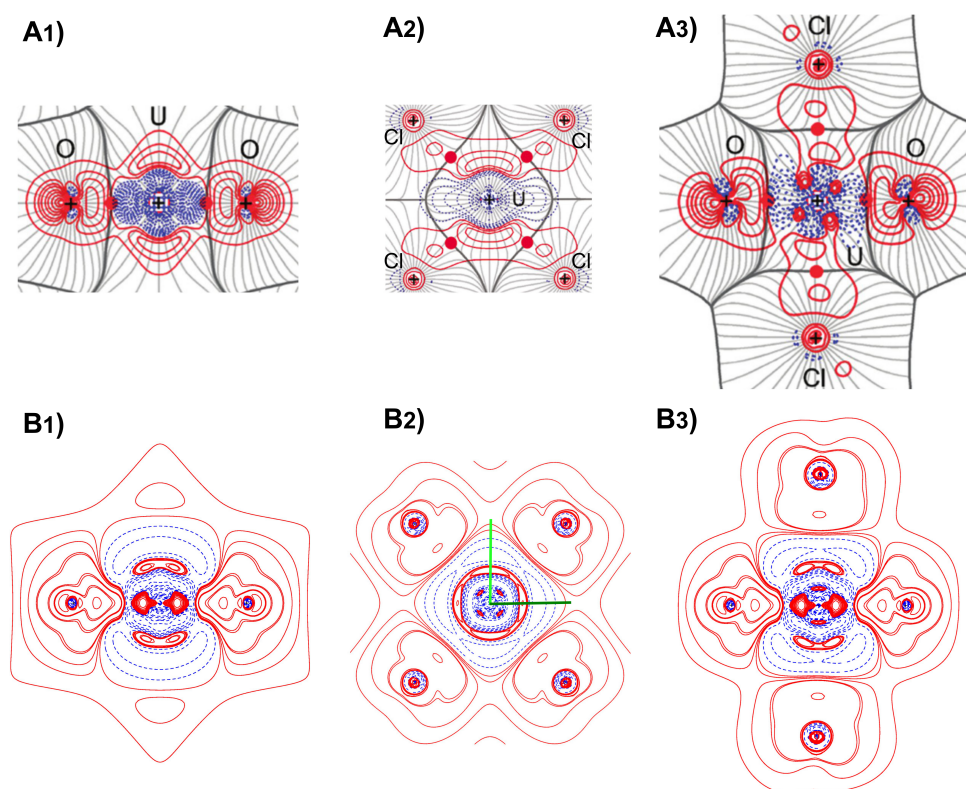 A1) A2) A3)
O U O
Cl Cl
U
Cl Cl
Cl
O O
U
Cl
B1) B2) B3)